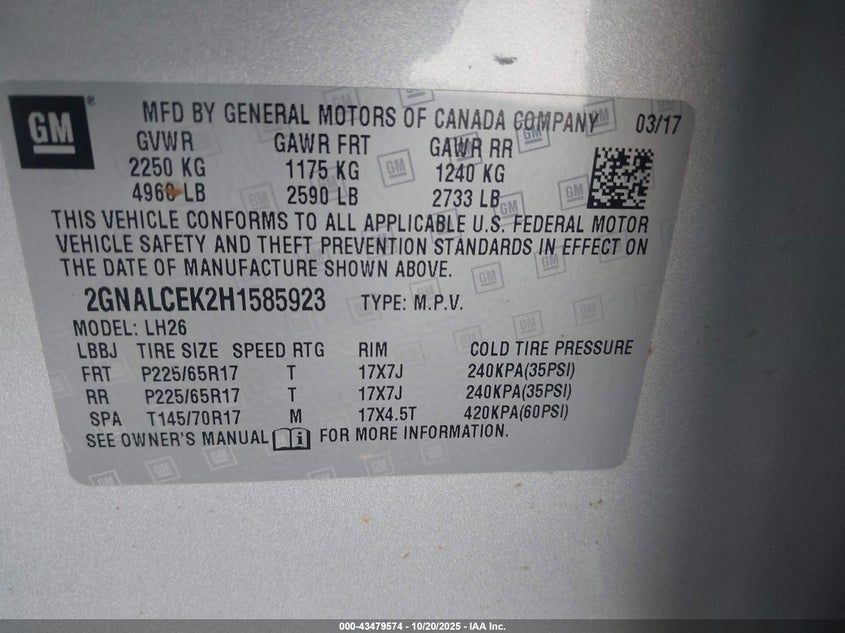 GM ® MFD BY GENERAL MOTORS OF CANADA COMPANY 03/17
GVWR GAWR FRT GAWR RR
2250 KG 1175 KG 1240 KG
4960 LB 2590 LB 2733 LB
THIS VEHICLE CONFORMS TO ALL APPLICABLE U.S. FEDERAL MOTOR
VEHICLE SAFETY AND THEFT PREVENTION STANDARDS IN EFFECT ON
THE DATE OF MANUFACTURE SHOWN ABOVE.
2GNALCEK2H1585923 TYPE: M.P.V.
MODEL: LH26
LBBJ TIRE SIZE SPEED RTG RIM COLD TIRE PRESSURE
FRT P225/65R17 T 17X7J 240KPA(35PSI)
RR P225/65R17 T 17X7J 240KPA(35PSI)
SPA T145/70R17 M 17X4.5T 420KPA(60PSI)
SEE OWNER'S MANUAL i FOR MORE INFORMATION.
000-43479574 | 10/20/2025 - IAA Inc.